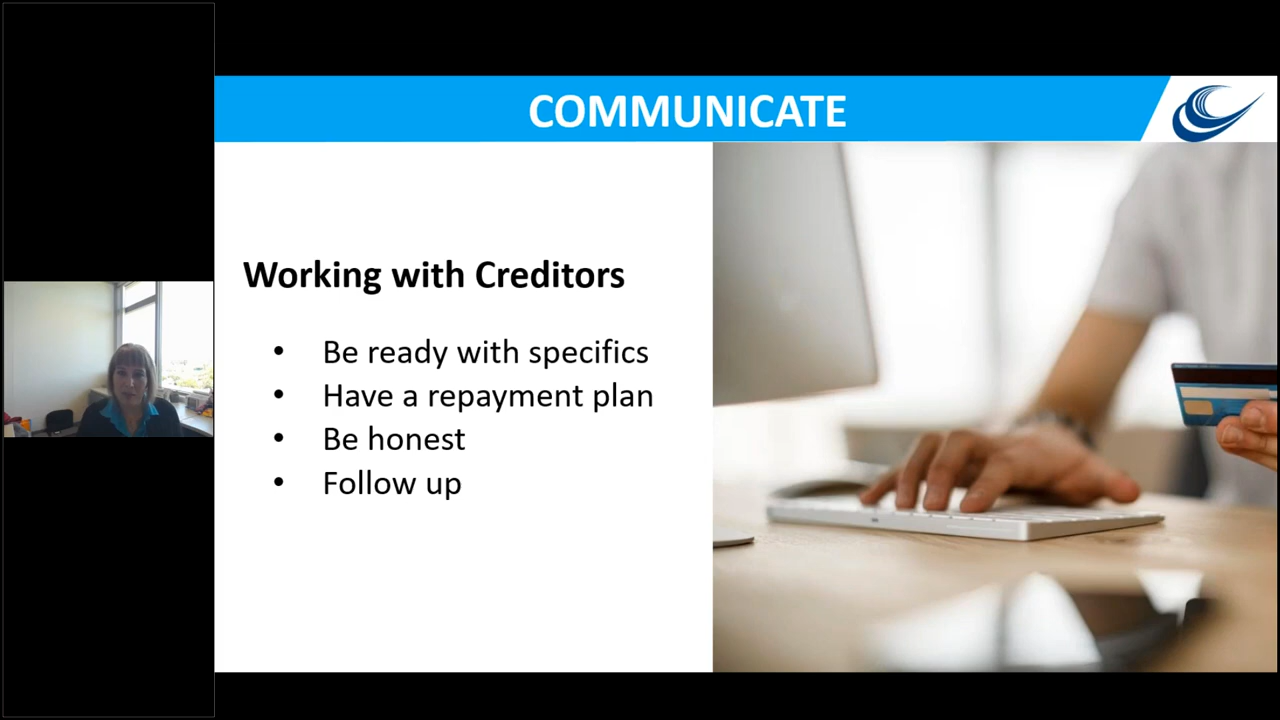 COMMUNICATE
Working with Creditors
• Be ready with specifics
• Have a repayment plan
• Be honest
• Follow up